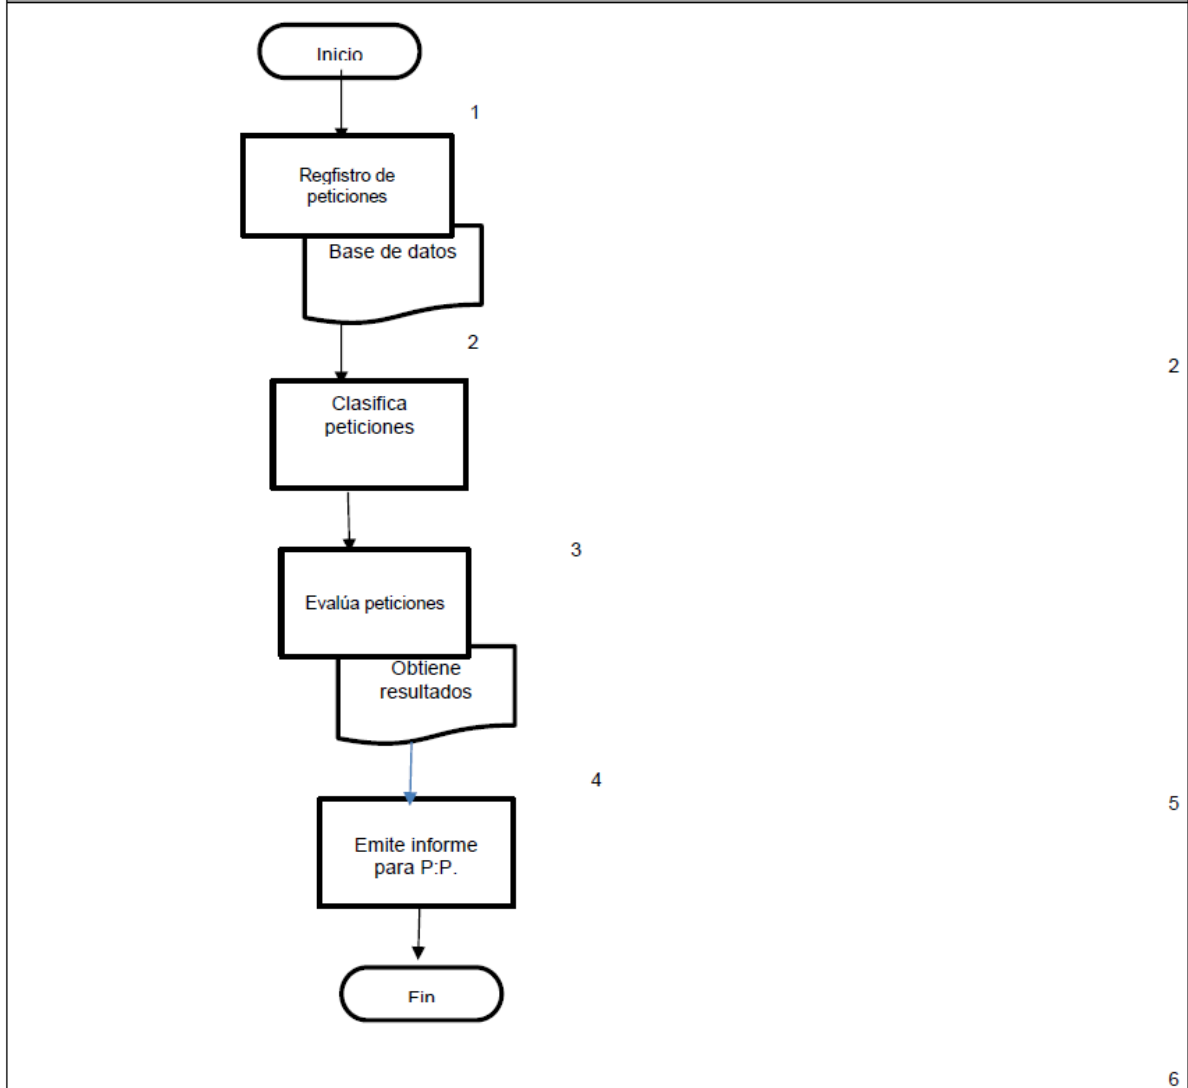 Inicio
1
Regfistro de
peticiones
Base de datos
2
2
Clasifica
peticiones
3
Evalúa peticiones
Obtiene
resultados
4
5
Emite informe
para P:P.
Fin
6